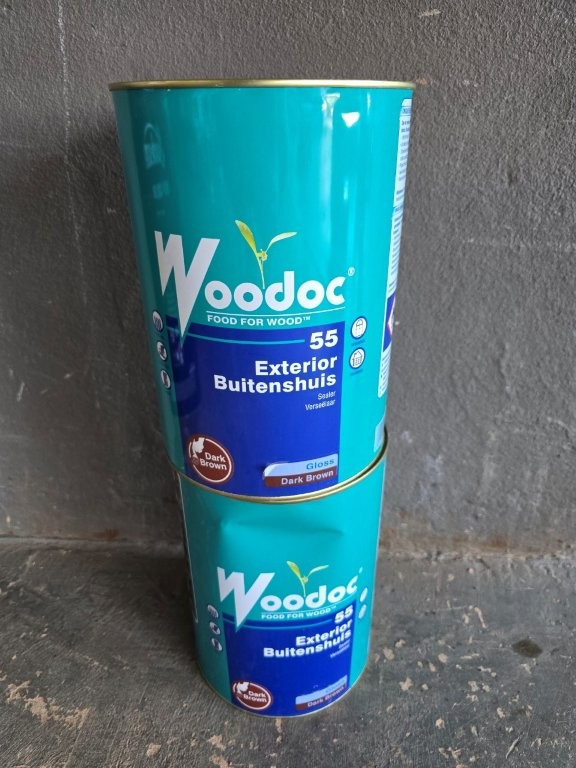 Woodoc®
FOOD FOR WOOD™
55
Exterior
Buitenshuis
Sealer
Verseëlaar
Dark
Brown
Gloss
Dark Brown
Woodoc
FOOD FOR WOOD™
55
Exterior
Buitenshuis
Dark
Brown
Dark Brown